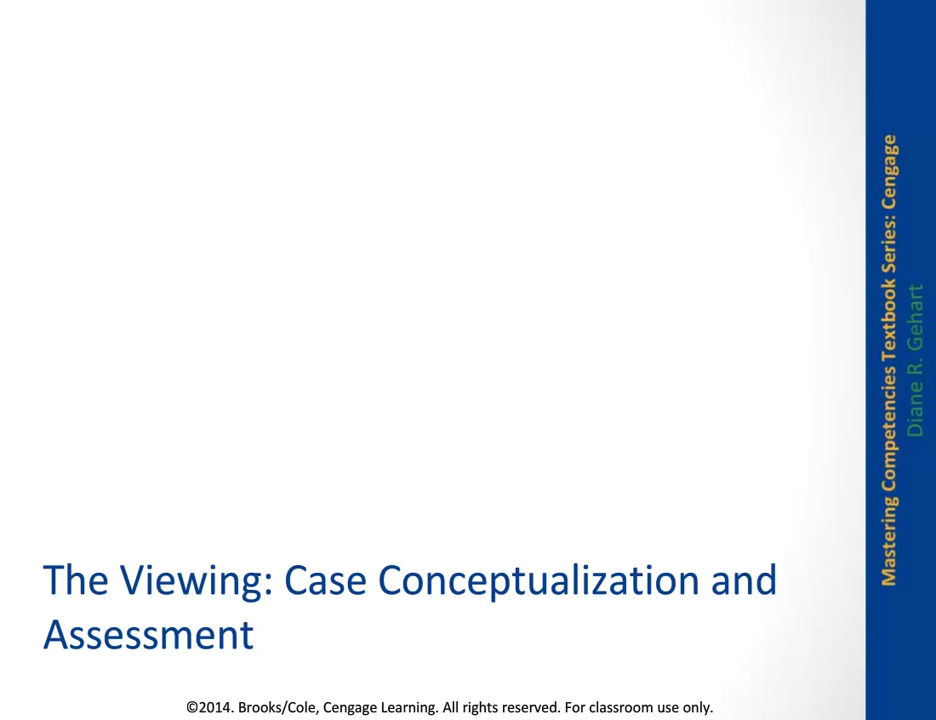 The Viewing: Case Conceptualization and
Assessment
©2014. Brooks/Cole, Cengage Learning. All rights reserved. For classroom use only.
Mastering Competencies Textbook Series: Cengage
Diane R. Gehart